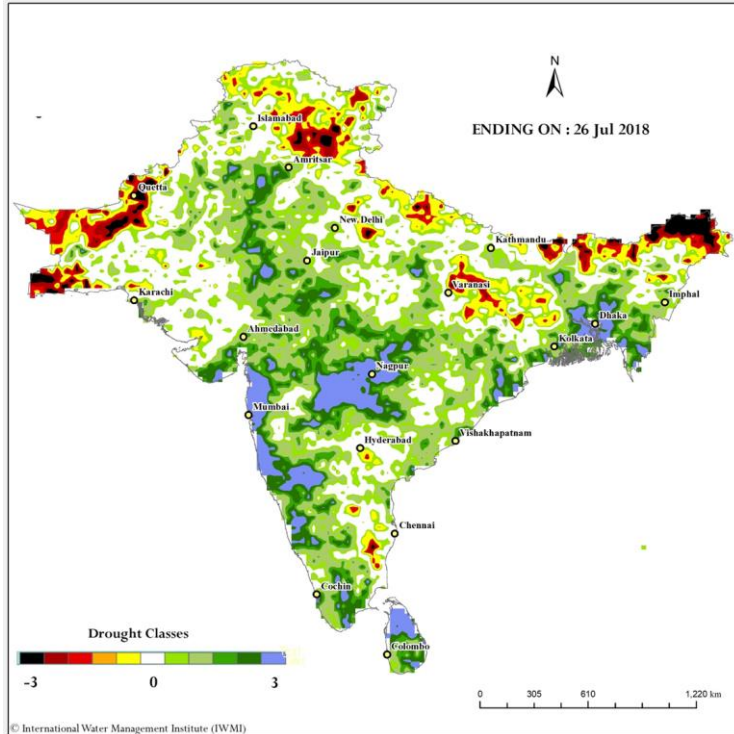 N
ENDING ON : 26 Jul 2018
Islamabad
Amritsar
Quetta
New Delhi
Kathmandu
Jaipur
Varanasi
Karachi
Imphal
Dhaka
Ahmedabad
Kolkata
Nagpur
Mumbai
Hyderabad
Vishakhapatnam
Chennai
Cochin
Colombo
Drought Classes
-3 0 3
0 305 610 1,220 km
© International Water Management Institute (IWMI)